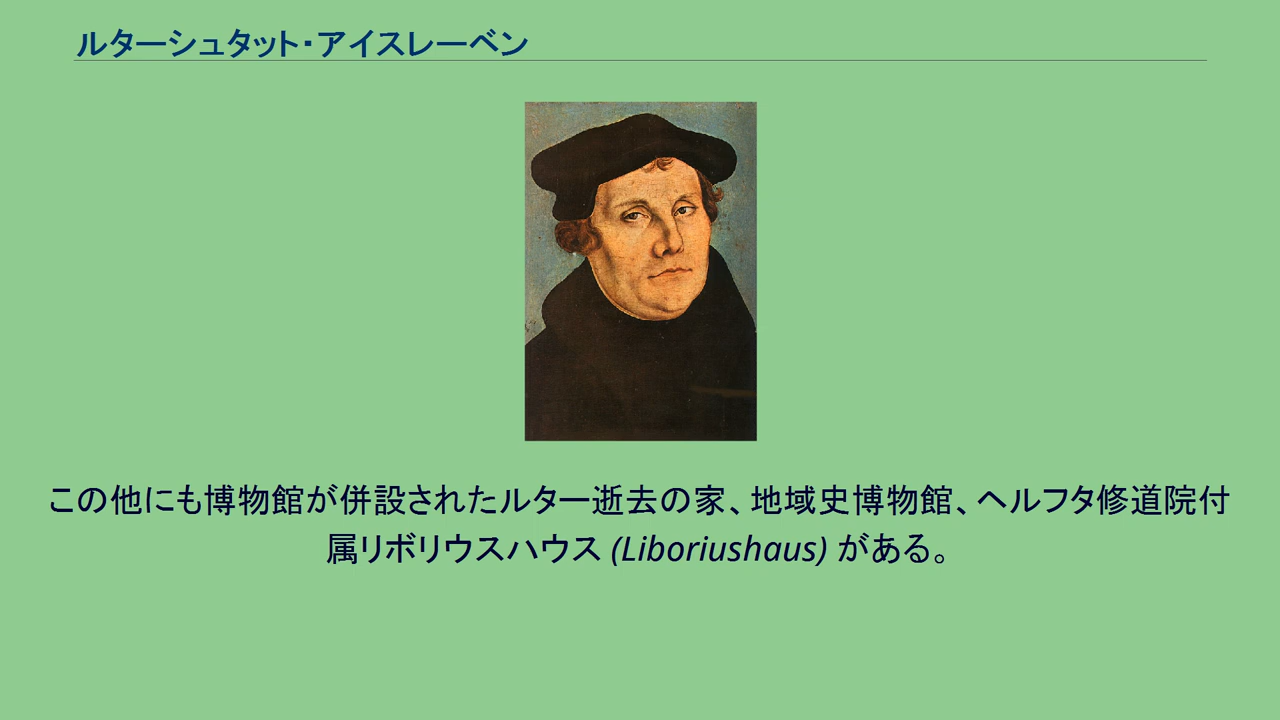 ルターシュタット・アイスレーベン
この他にも博物館が併設されたルター逝去の家、地域史博物館、ヘルフタ修道院付
属リボリウスハウス (Liboriushaus) がある。